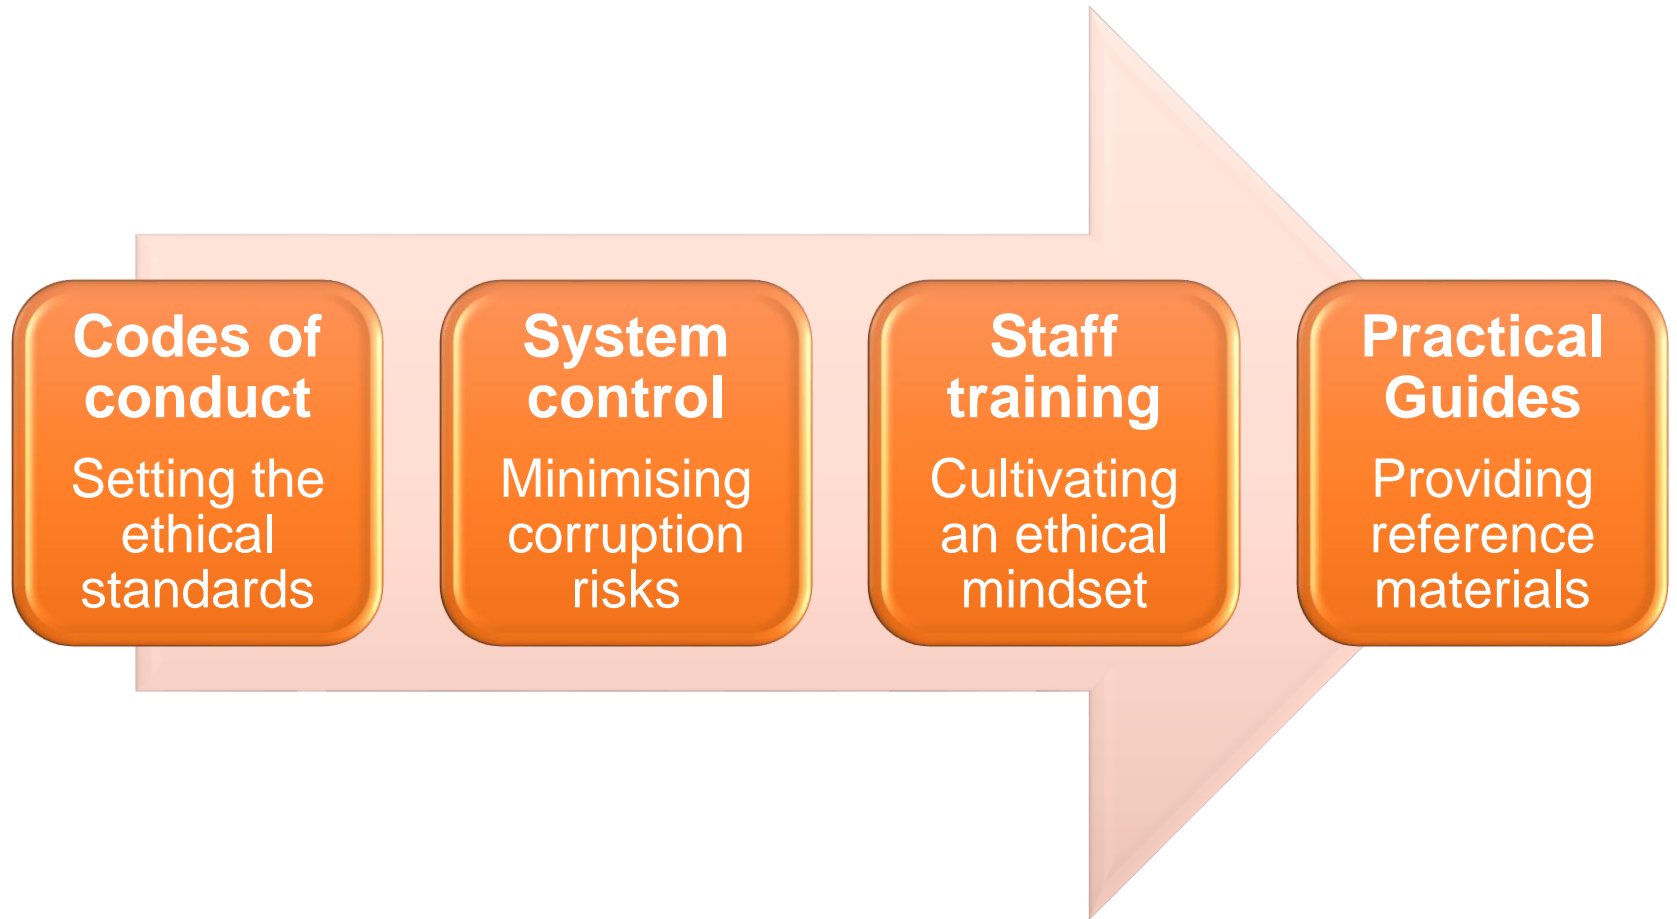 Codes of
conduct
Setting the
ethical
standards
System
control
Minimising
corruption
risks
Staff
training
Cultivating
an ethical
mindset
Practical
Guides
Providing
reference
materials